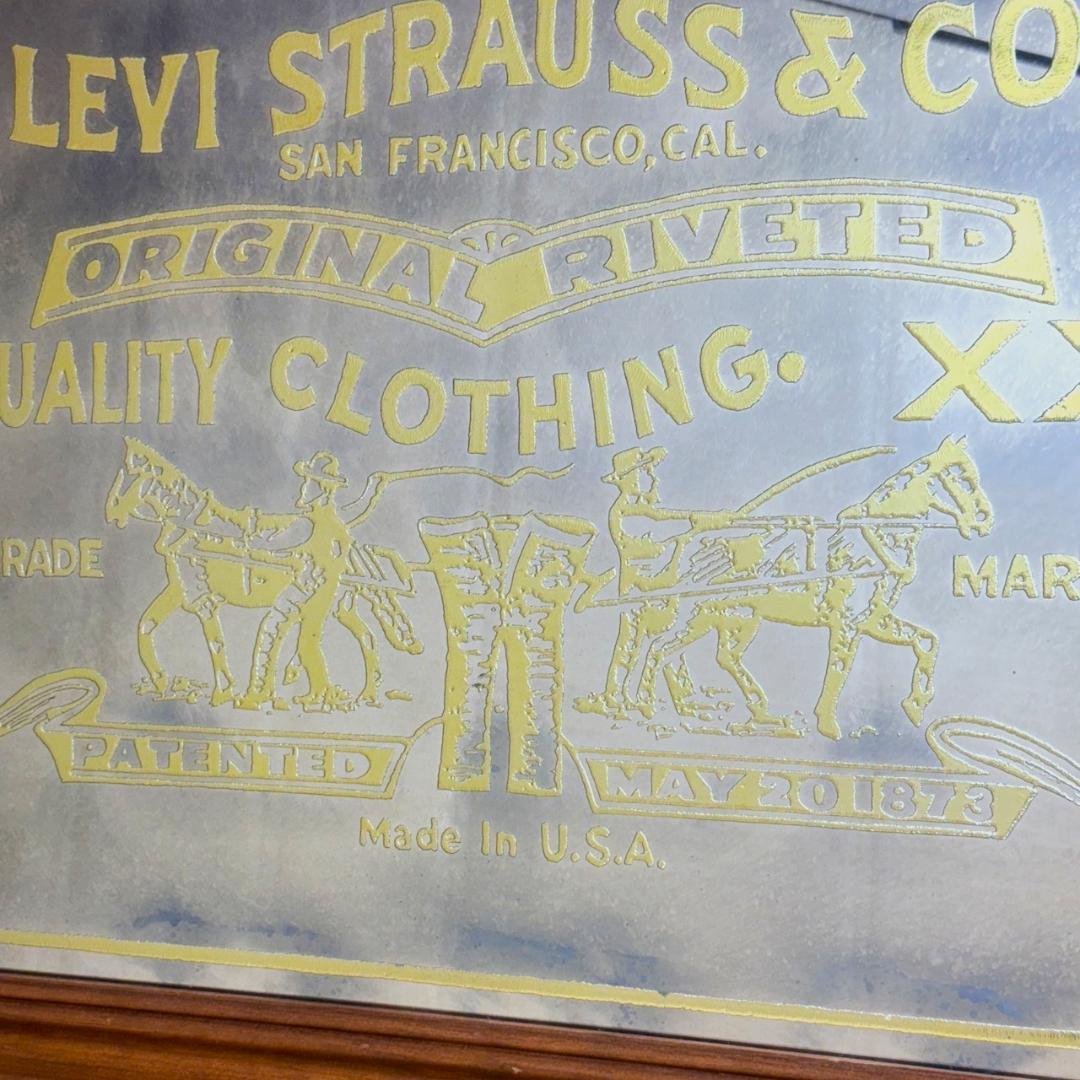 LEVI STRAUSS & CO
SAN FRANCISCO, CAL.
ORIGINAL RIVETED
UALITY CLOTHING. XX
RADE MAR
PATENTED MAY 20 1873
Made In U.S.A.